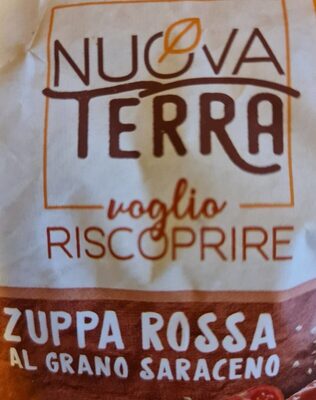 NUOVA
TERRA
voglio
RISCOPRIRE
ZUPPA ROSSA
AL GRANO SARACENO